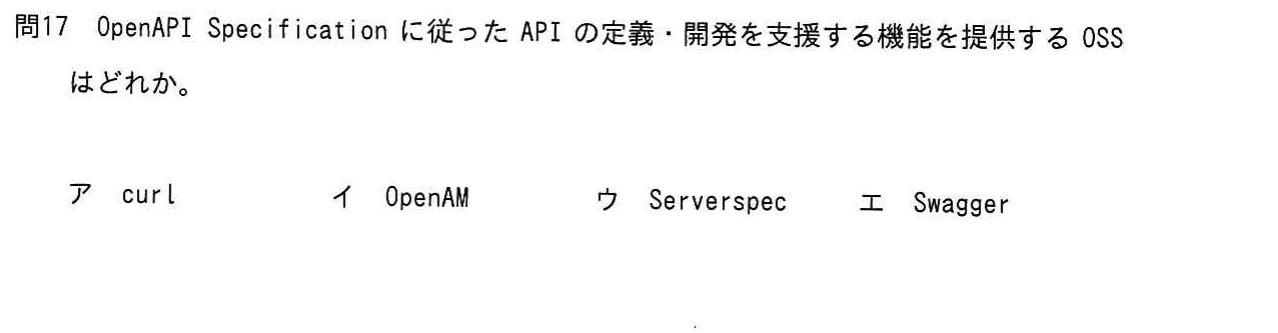 問17 OpenAPI Specification に従った API の定義・開発を支援する機能を提供する OSS
はどれか。
ア curl イ OpenAM ウ Serverspec エ Swagger